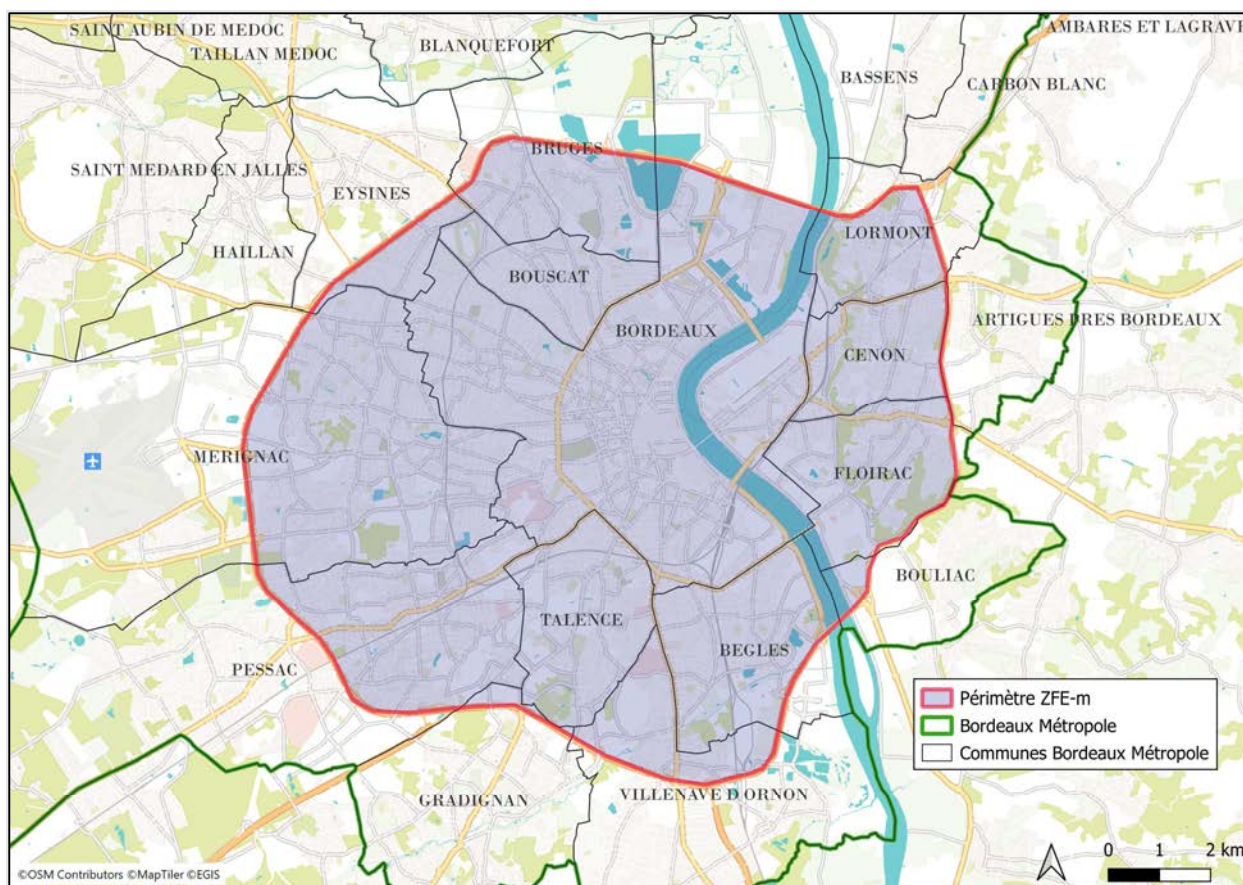 SAINT AUBIN DE MEDOC
TAILLAN MEDOC
BLANQUEFORT
AMBARES ET LAGRAVE
BASSENS
CARBON BLANC
BRUGES
SAINT MEDARD EN JALLES
EYSINES
LORMONT
HAILLAN
BOUSCAT
BORDEAUX
ARTIGUES PRES BORDEAUX
CENON
MERIGNAC
FLOIRAC
BOULIAC
TALENCE
BEGLES
PESSAC
Périmètre ZFE-m
Bordeaux Métropole
Communes Bordeaux Métropole
GRADIGNAN
VILLENAVE D ORNON
0 1 2 km
©OSM Contributors ©MapTiler ©EGIS